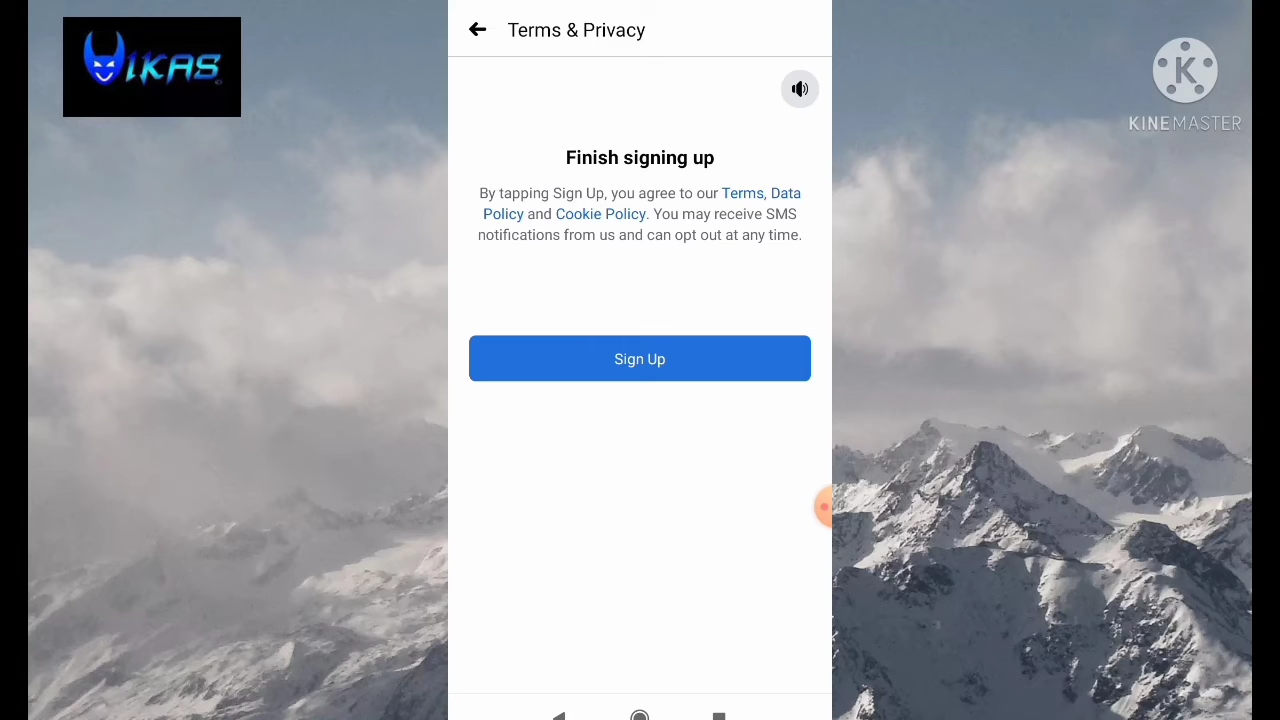 VIKAS
KINEMASTER
K
Terms & Privacy
Finish signing up
By tapping Sign Up, you agree to our Terms, Data
Policy and Cookie Policy. You may receive SMS
notifications from us and can opt out at any time.
Sign Up